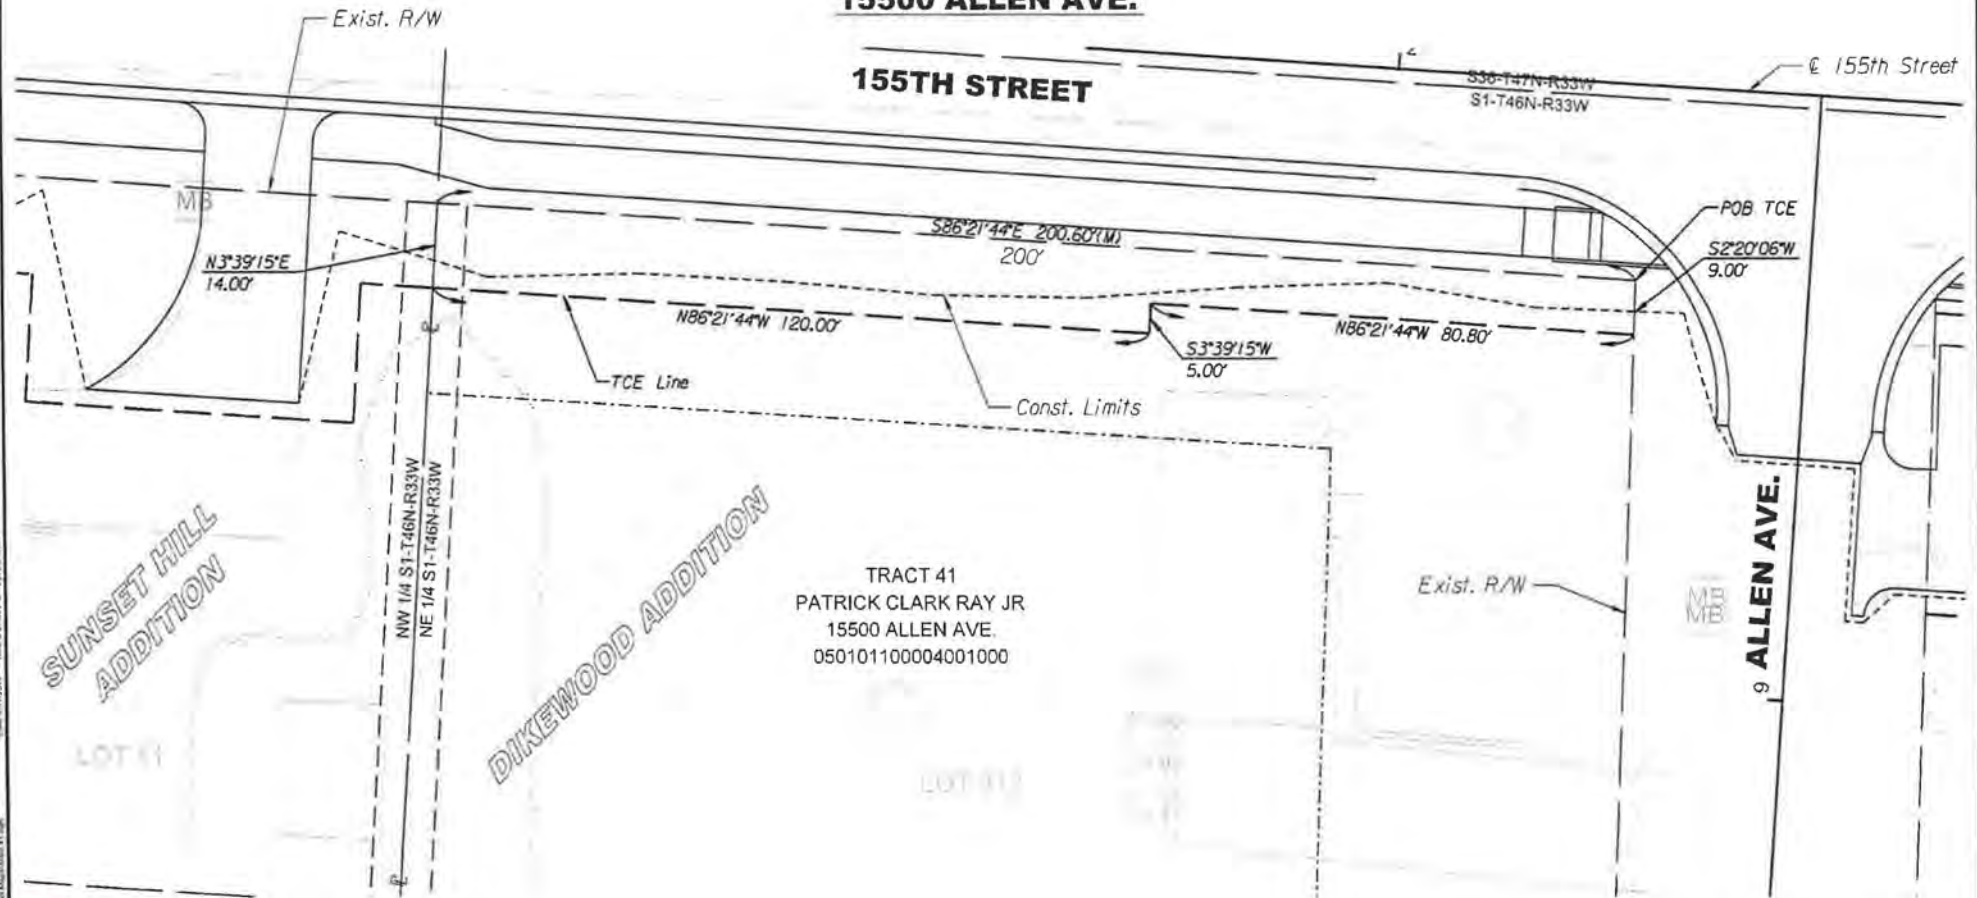 15500 ALLEN AVE.
Exist. R/W
155TH STREET
S36-T47N-R33W
S1-T46N-R33W
℄ 155th Street
MB
POB TCE
S86°21'44"E 200.60'(M)
200'
S2°20'06"W
9.00'
N3°39'15"E
14.00'
N86°21'44"W 120.00'
N86°21'44"W 80.80'
S3°39'15"W
5.00'
TCE Line
Const. Limits
NW 1/4 S1-T46N-R33W
NE 1/4 S1-T46N-R33W
SUNSET HILL
ADDITION
DIKEWOOD ADDITION
TRACT 41
PATRICK CLARK RAY JR
15500 ALLEN AVE.
050101100004001000
Exist. R/W
MB
MB
9 ALLEN AVE.